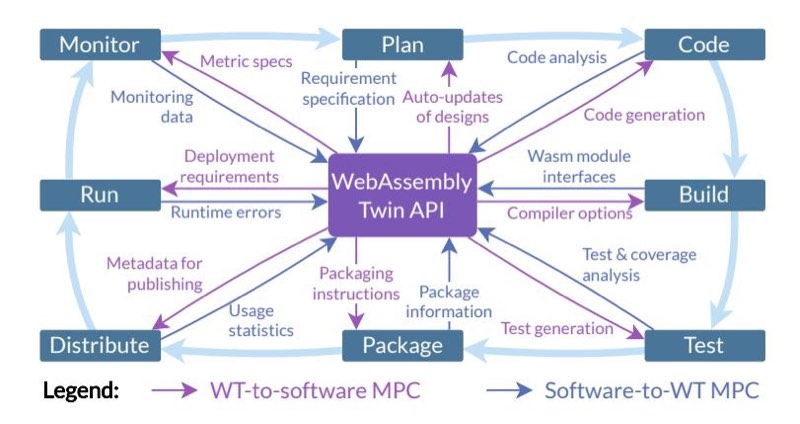 Monitor
Plan
Code
Metric specs
Requirement
specification
Code analysis
Monitoring
data
Auto-updates
of designs
Code generation
Deployment
requirements
WebAssembly
Twin API
Wasm module
interfaces
Run
Build
Runtime errors
Compiler options
Metadata for
publishing
Packaging
instructions
Test & coverage
analysis
Usage
statistics
Package
information
Test generation
Distribute
Package
Test
Legend:
WT-to-software MPC
Software-to-WT MPC